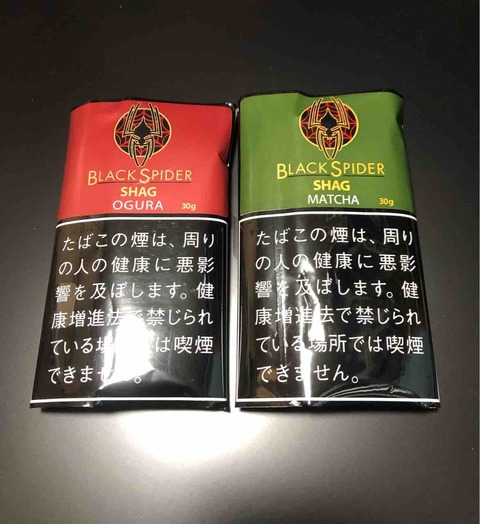 BLACK SPIDER
SHAG
OGURA
30g
たばこの煙は、周り
の人の健康に悪影
響を及ぼします。健
康増進法で禁じられ
ている場 は喫煙
できません。
BLACK SPIDER
SHAG
MATCHA
30g
たばこの煙は、周り
の人の健康に悪影
響を及ぼします。健
康増進法で禁じられ
ている場所では喫煙
できません。